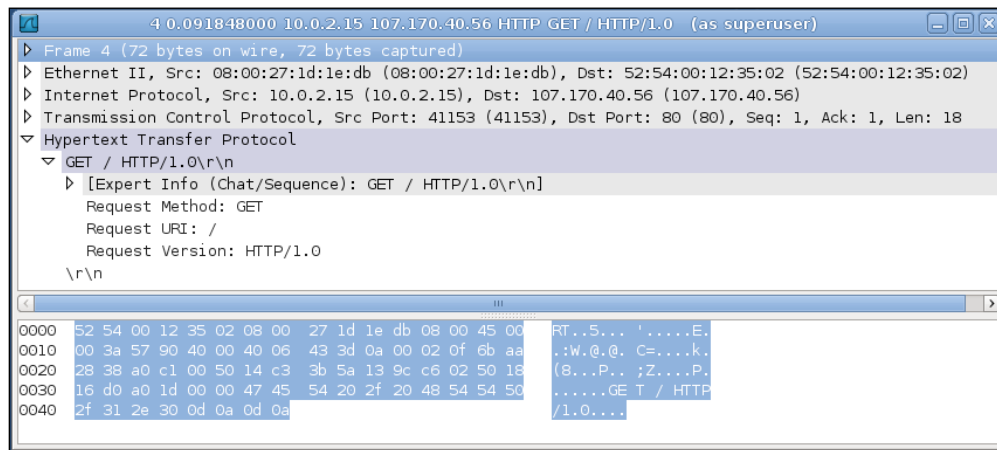 4 0.091848000 10.0.2.15 107.170.40.56 HTTP GET / HTTP/1.0 (as superuser)
Frame 4 (72 bytes on wire, 72 bytes captured)
Ethernet II, Src: 08:00:27:1d:1e:db (08:00:27:1d:1e:db), Dst: 52:54:00:12:35:02 (52:54:00:12:35:02)
Internet Protocol, Src: 10.0.2.15 (10.0.2.15), Dst: 107.170.40.56 (107.170.40.56)
Transmission Control Protocol, Src Port: 41153 (41153), Dst Port: 80 (80), Seq: 1, Ack: 1, Len: 18
Hypertext Transfer Protocol
GET / HTTP/1.0\r\n
[Expert Info (Chat/Sequence): GET / HTTP/1.0\r\n]
Request Method: GET
Request URI: /
Request Version: HTTP/1.0
\r\n
0000 52 54 00 12 35 02 08 00 27 1d 1e db 08 00 45 00 RT..5... '.....E.
0010 00 3a 57 90 40 00 40 06 43 3d 0a 00 02 0f 6b aa .:W.@.@. C=....k.
0020 28 38 a0 c1 00 50 14 c3 3b 5a 13 9c c6 02 50 18 (8...P.. ;Z....P.
0030 16 d0 a0 1d 00 00 47 45 54 20 2f 20 48 54 54 50 ......GE T / HTTP
0040 2f 31 2e 30 0d 0a 0d 0a /1.0....